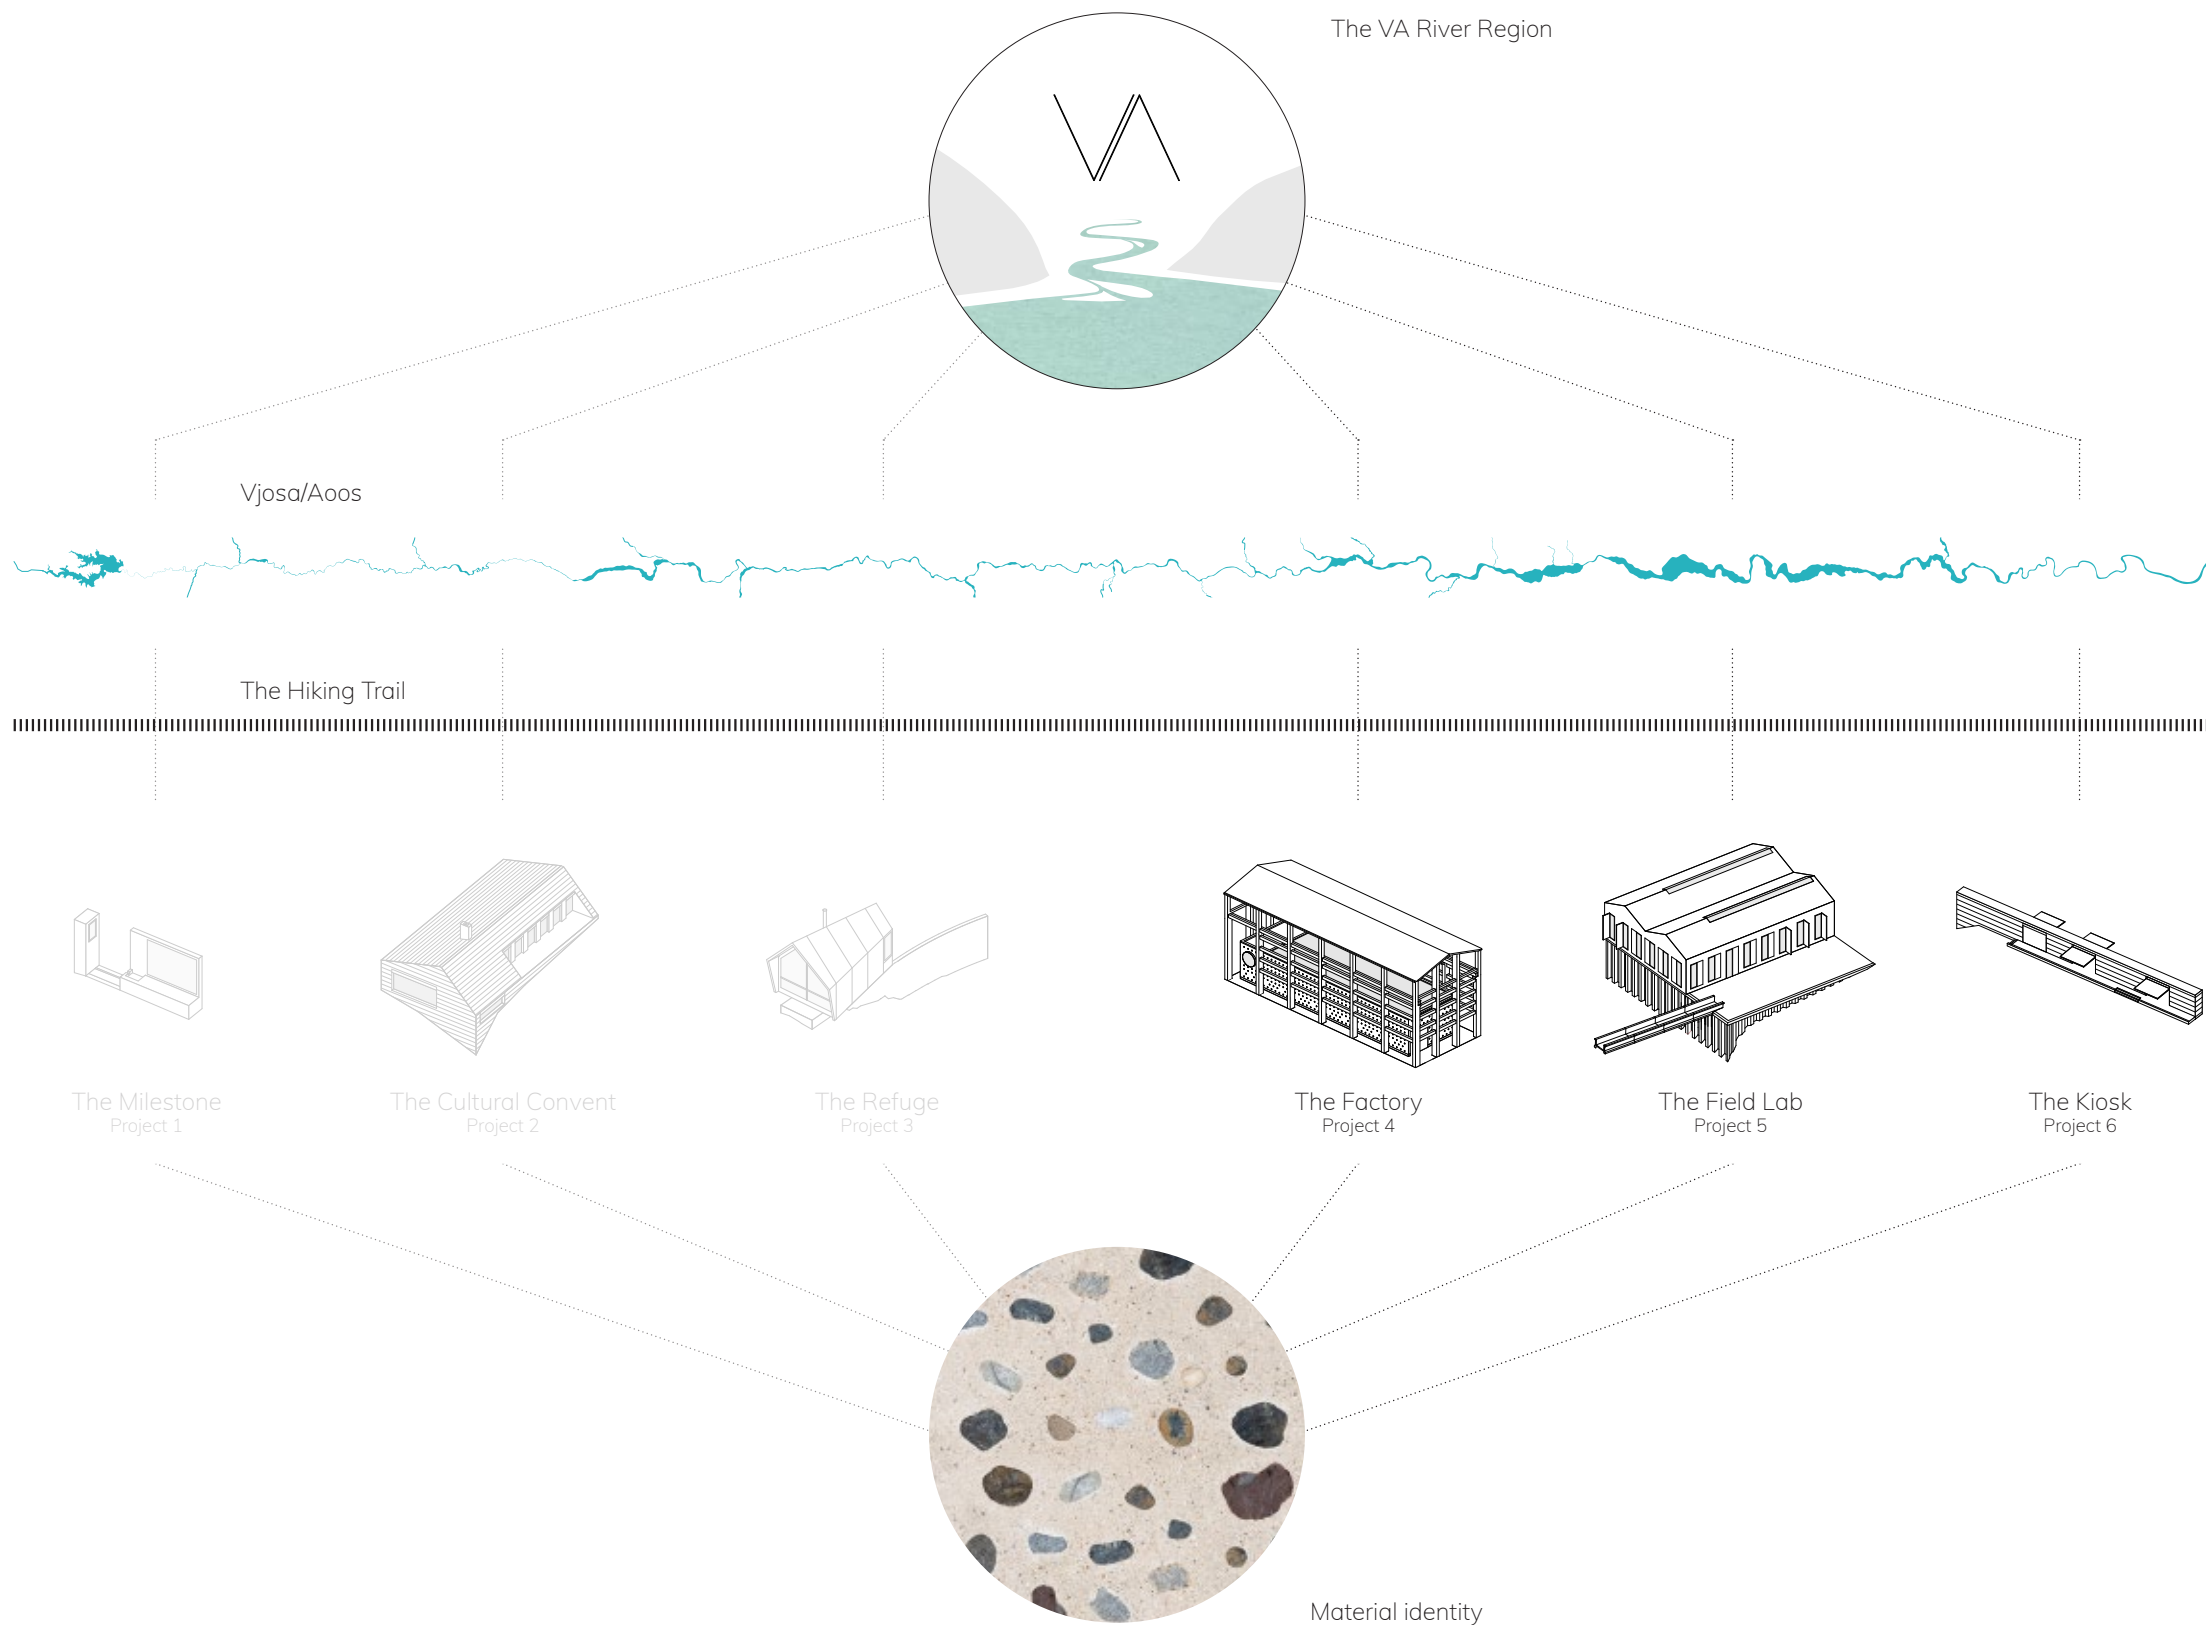 The VA River Region
VA
Vjosa/Aoos
The Hiking Trail
The Milestone
Project 1
The Cultural Convent
Project 2
The Refuge
Project 3
The Factory
Project 4
The Field Lab
Project 5
The Kiosk
Project 6
Material identity